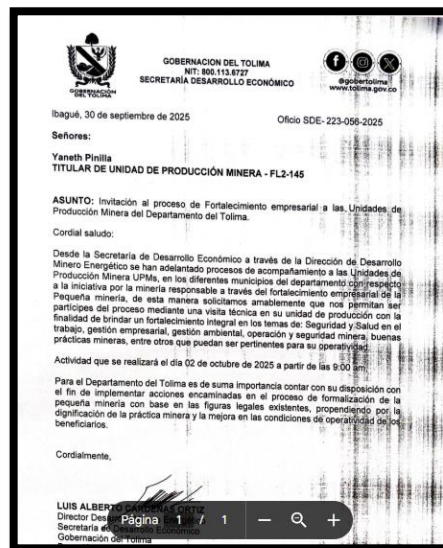 GOBERNACION DEL TOLIMA
NIT: 800.113.6727
SECRETARÍA DESARROLLO ECONÓMICO
GOBERNACIÓN
DEL TOLIMA
@gobertolima
www.tolima.gov.co
Ibagué, 30 de septiembre de 2025
Oficio SDE- 223-056-2025
Señores:
Yaneth Pinilla
TITULAR DE UNIDAD DE PRODUCCIÓN MINERA - FL2-145
ASUNTO: Invitación al proceso de Fortalecimiento empresarial a las Unidades de
Producción Minera del Departamento del Tolima.
Cordial saludo:
Desde la Secretaria de Desarrollo Económico a través de la Dirección de Desarrollo
Minero Energético se han adelantado procesos de acompañamiento a las Unidades de
Producción Minera UPMs, en los diferentes municipios del departamento con respecto
a la iniciativa por la minería responsable a través del fortalecimiento empresarial de la
Pequeña minería, de esta manera solicitamos amablemente que nos permitan ser
participes del proceso mediante una visita técnica en su unidad de producción con la
finalidad de brindar un fortalecimiento integral en los temas de: Seguridad y Salud en el
trabajo, gestión empresarial, gestión ambiental, operación y seguridad minera, buenas
prácticas mineras, entre otros que puedan ser pertinentes para su operatividad.
Actividad que se realizará el día 02 de octubre de 2025 a partir de las 9:00 am.
Para el Departamento del Tolima es de suma importancia contar con su disposición con
el fin de implementar acciones encaminadas en el proceso de formalización de la
pequeña minería con base en las figuras legales existentes, propendiendo por la
dignificación de la práctica minera y la mejora en las condiciones de operatividad de los
beneficiarios.
Cordialmente,
LUIS ALBERTO CARDENAS ORTIZ
Director Energético
Secretaria de Desarrollo Económico
Gobernación del Tolima
Página 1 / 1